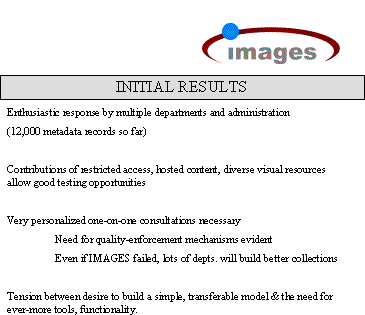 images
INITIAL RESULTS
Enthusiastic response by multiple departments and administration
(12,000 metadata records so far)
Contributions of restricted access, hosted content, diverse visual resources
allow good testing opportunities
Very personalized one-on-one consultations necessary
Need for quality-enforcement mechanisms evident
Even if IMAGES failed, lots of depts. will build better collections
Tension between desire to build a simple, transferable model & the need for
ever-more tools, functionality.